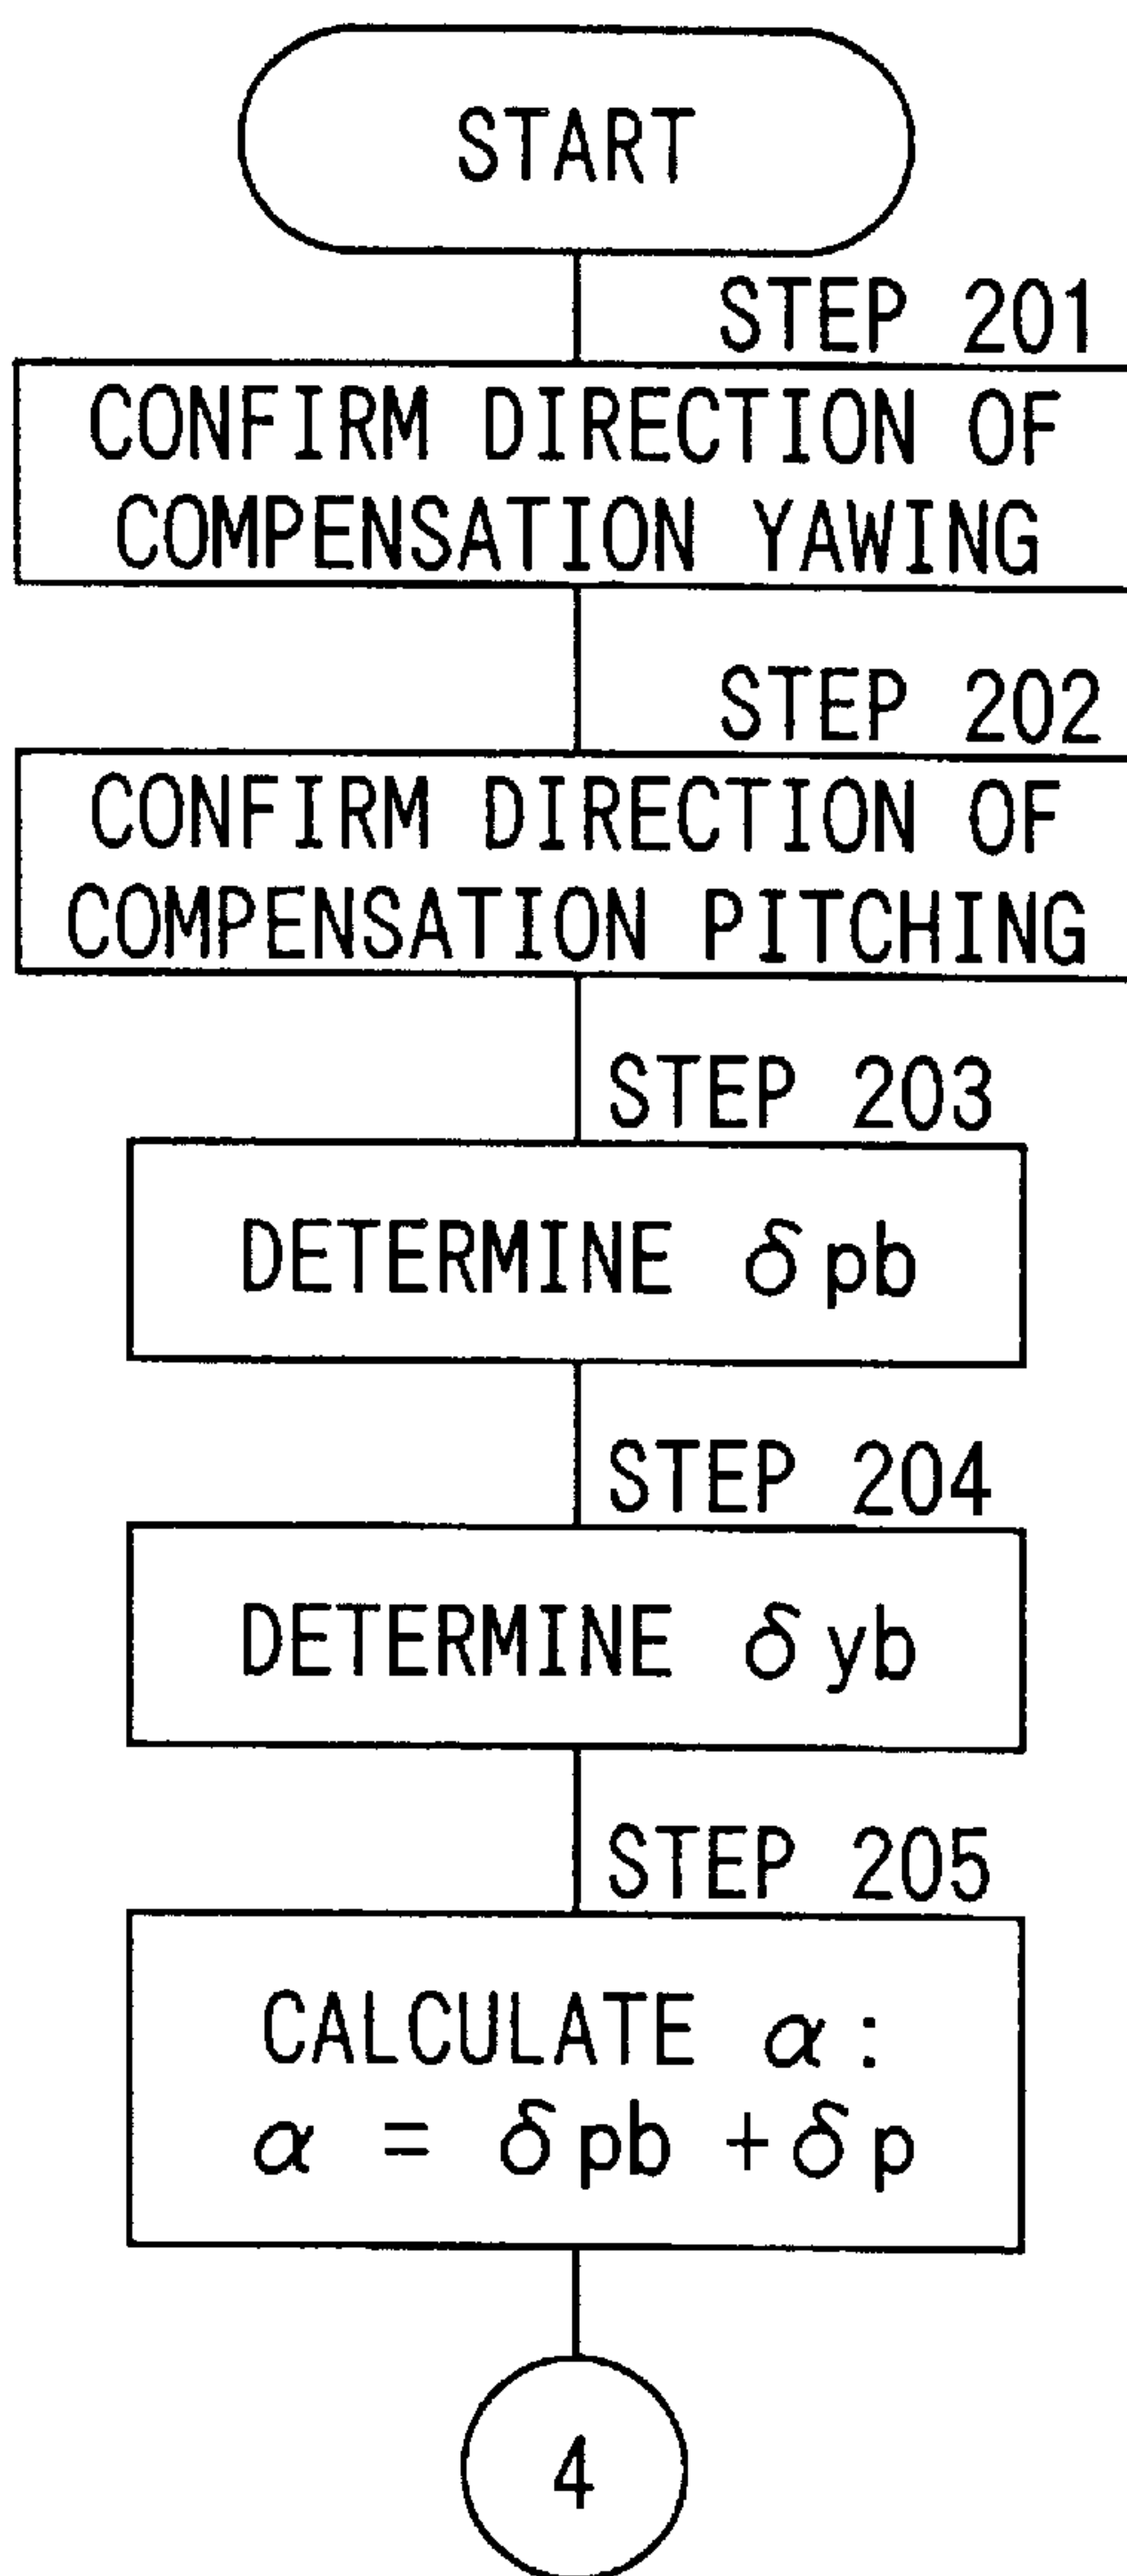 START
STEP 201
CONFIRM DIRECTION OF
COMPENSATION YAWING
STEP 202
CONFIRM DIRECTION OF
COMPENSATION PITCHING
STEP 203
DETERMINE δpb
STEP 204
DETERMINE δyb
STEP 205
CALCULATE α:
α = δpb + δp
4